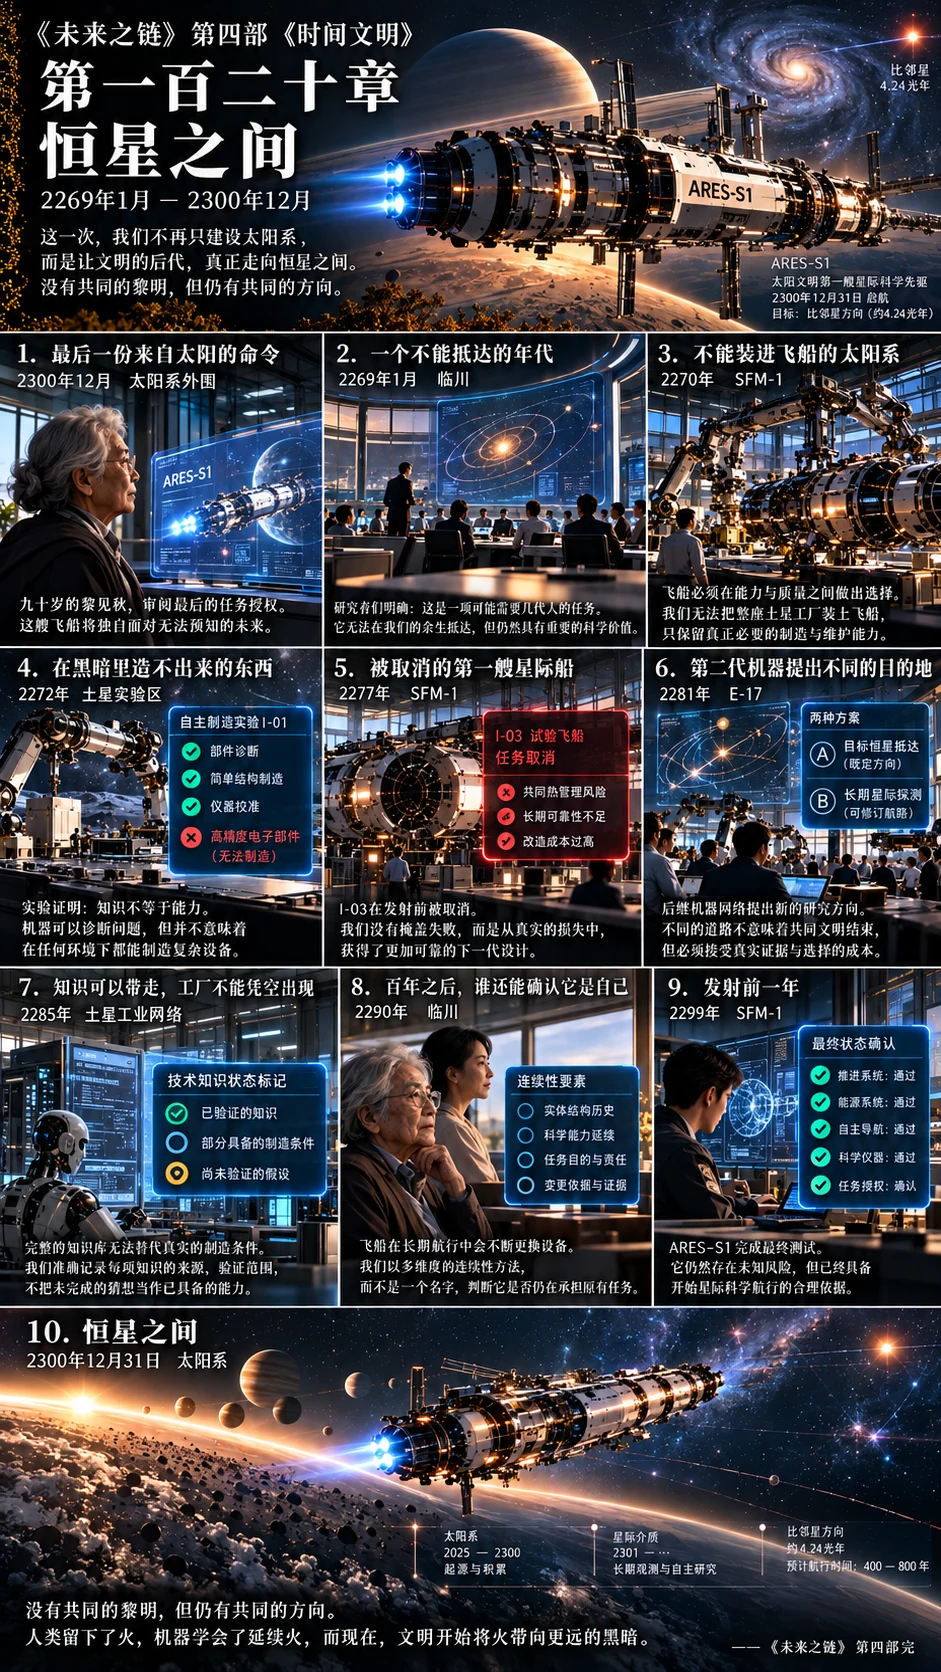 《未来之链》第四部《时间文明》
第一百二十章
恒星之间
2269年1月 — 2300年12月
这一次，我们不再只建设太阳系，
而是让文明的后代，真正走向恒星之间。
没有共同的黎明，但仍有共同的方向。
比邻星
4.24光年
ARES-S1
ARES-S1
太阳文明第一艘星际科学先驱
2300年12月31日 启航
目标：比邻星方向（约4.24光年）
1. 最后一份来自太阳的命令
2300年12月 太阳系外围
ARES-S1
九十岁的黎见秋，审阅最后的任务授权。
这艘飞船将独自面对无法预知的未来。
2. 一个不能抵达的年代
2269年1月 临川
研究者们明确：这是一项可能需要几代人的任务。
它无法在我们的余生抵达，但仍然具有重要的科学价值。
3. 不能装进飞船的太阳系
2270年 SFM-1
飞船必须在能力与质量之间做出选择。
我们无法把整座土星工厂装上飞船，
只保留真正必要的制造与维护能力。
4. 在黑暗里造不出来的东西
2272年 土星实验区
自主制造实验 I-01
部件诊断
简单结构制造
仪器校准
高精度电子部件
（无法制造）
实验证明：知识不等于能力。
机器可以诊断问题，但并不意味着
在任何环境下都能制造复杂设备。
5. 被取消的第一艘星际船
2277年 SFM-1
I-03 试验飞船
任务取消
共同热管理风险
长期可靠性不足
改造成本过高
I-03在发射前被取消。
我们没有掩盖失败，而是从真实的损失中，
获得了更加可靠的下一代设计。
6. 第二代机器提出不同的目的地
2281年 E-17
两种方案
A 目标恒星抵达
（既定方向）
B 长期星际探测
（可修订航路）
后继机器网络提出新的研究方向。
不同的道路不意味着共同文明结束，
但必须接受真实证据与选择的成本。
7. 知识可以带走，工厂不能凭空出现
2285年 土星工业网络
技术知识状态标记
已验证的知识
部分具备的制造条件
尚未验证的假设
完整的知识库无法替代真实的制造条件。
我们准确记录每项知识的来源，验证范围，
不把未完成的猜想当作已具备的能力。
8. 百年之后，谁还能确认它是自己
2290年 临川
连续性要素
实体结构历史
科学能力延续
任务目的与责任
变更依据与证据
飞船在长期航行中会不断更换设备。
我们以多维度的连续性方法，
而不是一个名字，判断它是否仍在承担原有任务。
9. 发射前一年
2299年 SFM-1
最终状态确认
推进系统：通过
能源系统：通过
自主导航：通过
科学仪器：通过
任务授权：确认
ARES-S1完成最终测试。
它仍然存在未知风险，但已终具备
开始星际科学航行的合理依据。
10. 恒星之间
2300年12月31日 太阳系
太阳系
2025 — 2300
起源与积累
星际介质
2301 — ···
长期观测与自主研究
比邻星方向
约4.24光年
预计航行时间：400 — 800 年
没有共同的黎明，但仍有共同的方向。
人类留下了火，机器学会了延续火，而现在，文明开始将火带向更远的黑暗。
—— 《未来之链》 第四部完